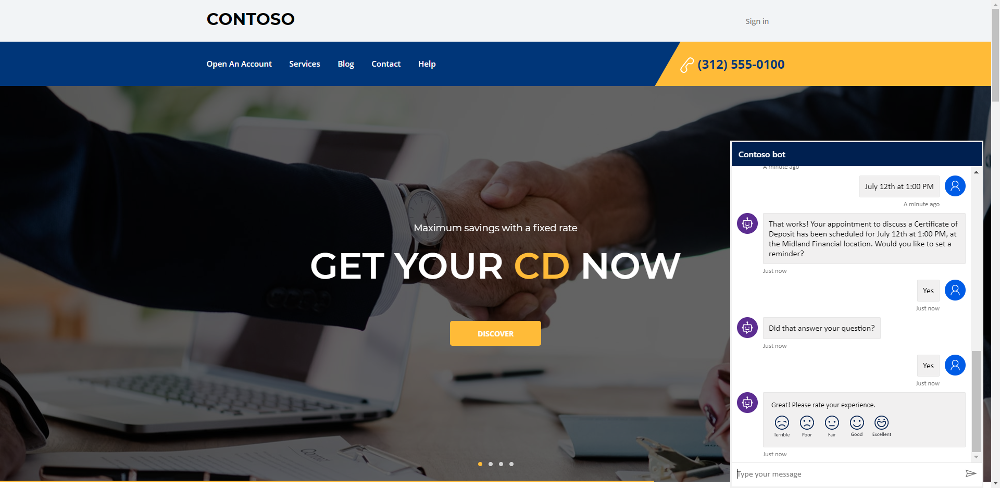 CONTOSO
Sign in
Open An Account Services Blog Contact Help
(312) 555-0100
Maximum savings with a fixed rate
GET YOUR CD NOW
DISCOVER
Contoso bot
A minute ago
July 12th at 1:00 PM
A minute ago
That works! Your appointment to discuss a Certificate of
Deposit has been scheduled for July 12th at 1:00 PM, at
the Midland Financial location. Would you like to set a
reminder?
Just now
Yes
Just now
Did that answer your question?
Just now
Yes
Just now
Great! Please rate your experience.
Terrible Poor Fair Good Excellent
Just now
Type your message